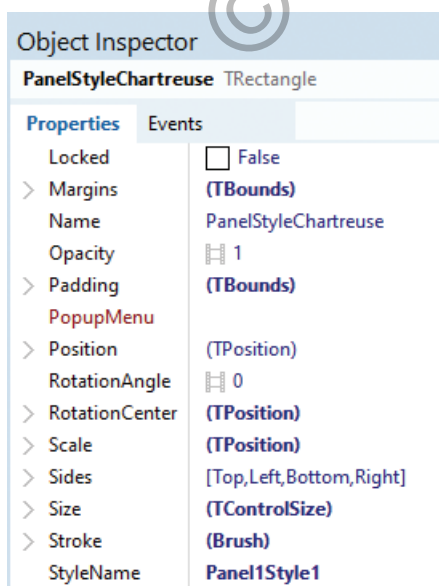 ©
Object Inspector
PanelStyleChartreuse TRectangle
Properties Events
Locked False
> Margins (TBounds)
Name PanelStyleChartreuse
Opacity 1
> Padding (TBounds)
PopupMenu
> Position (TPosition)
RotationAngle 0
> RotationCenter (TPosition)
> Scale (TPosition)
> Sides [Top,Left,Bottom,Right]
> Size (TControlSize)
> Stroke (Brush)
StyleName Panel1Style1